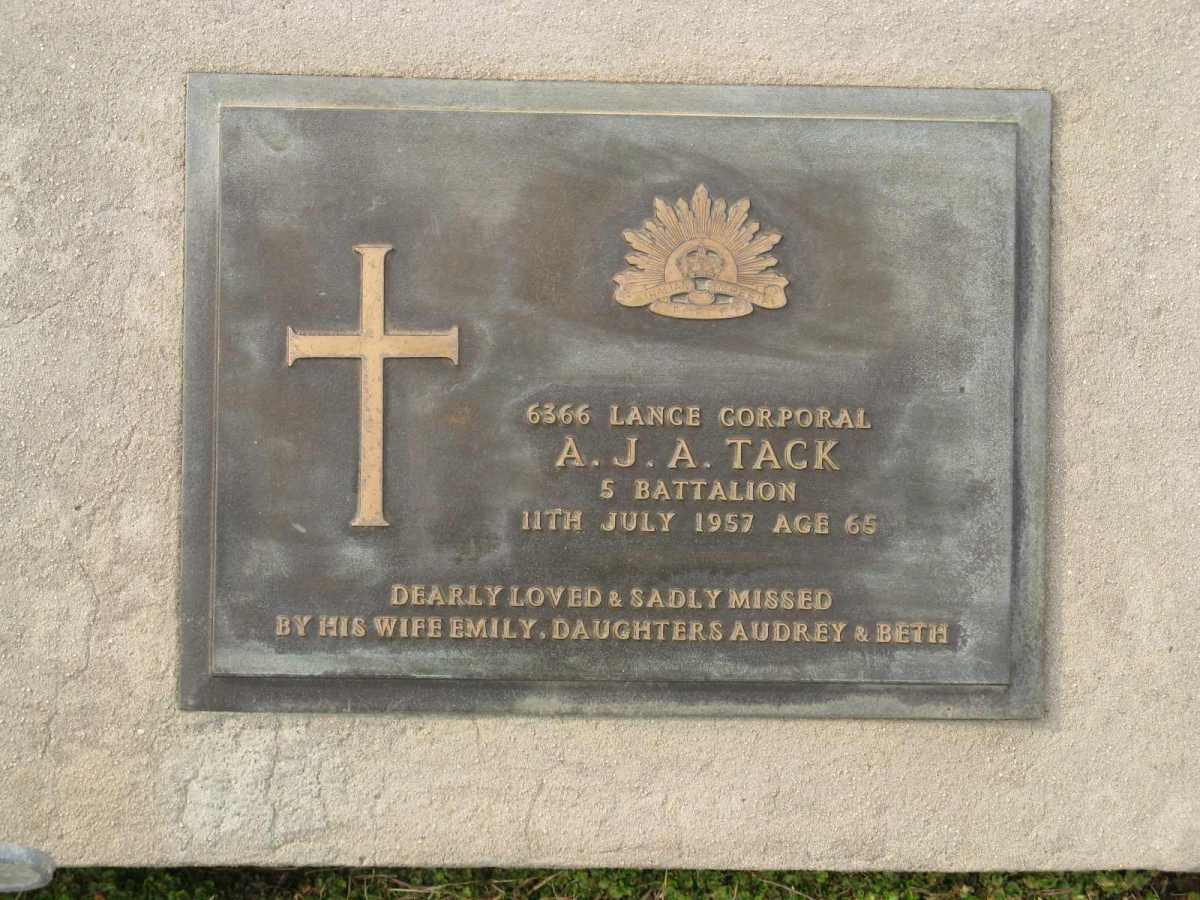 6366 LANCE CORPORAL
A. J. A. TACK
5 BATTALION
11TH JULY 1957 AGE 65
DEARLY LOVED & SADLY MISSED
BY HIS WIFE EMILY, DAUGHTERS AUDREY & BETH